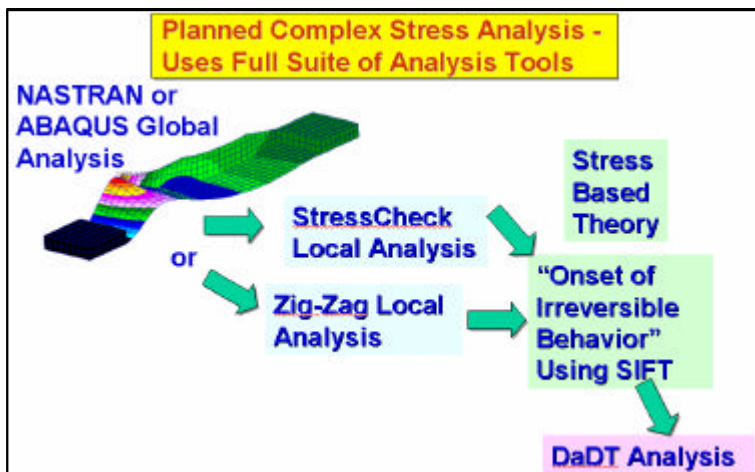 Planned Complex Stress Analysis -
Uses Full Suite of Analysis Tools
NASTRAN or
ABAQUS Global
Analysis
Stress
Based
Theory
StressCheck
Local Analysis
or
Zig-Zag Local
Analysis
“Onset of
Irreversible
Behavior”
Using SIFT
DaDT Analysis